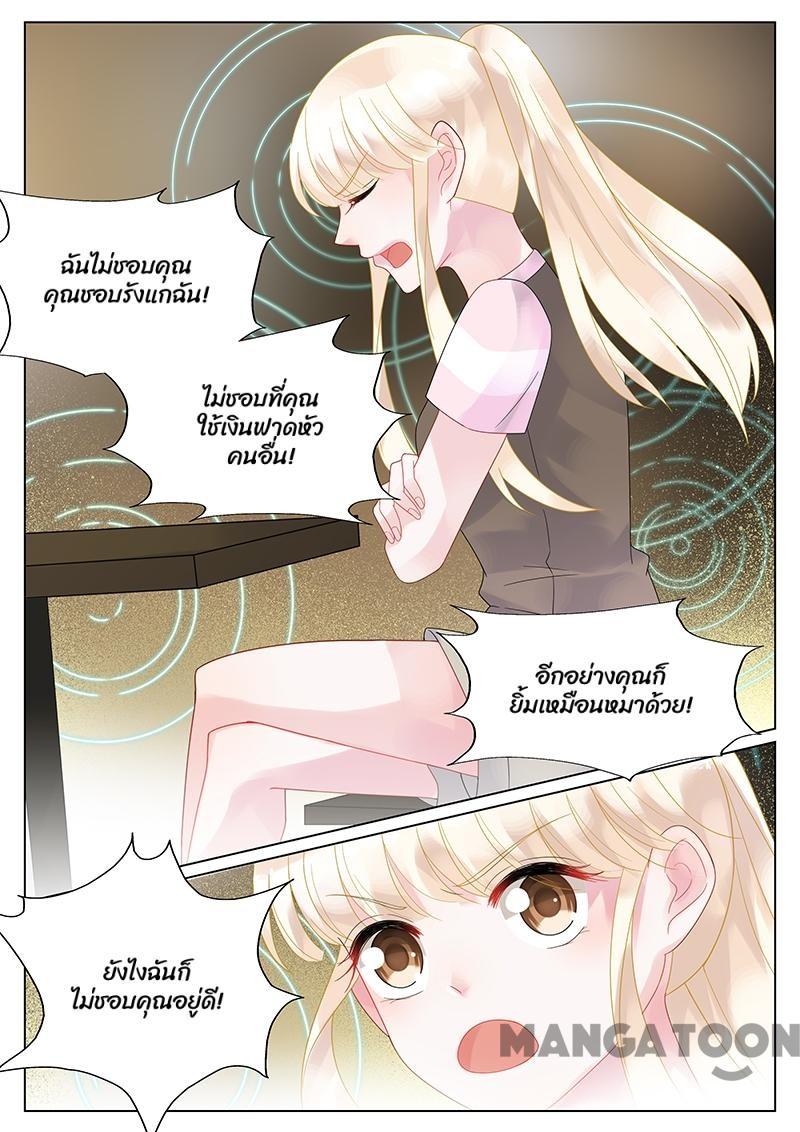 ฉันไม่ชอบคุณ
คุณชอบรังแกฉัน!
ไม่ชอบที่คุณ
ใช้เงินฟาดหัว
คนอื่น!
อีกอย่างคุณก็
ยิ้มเหมือนหมาด้วย!
ยังไงฉันก็
ไม่ชอบคุณอยู่ดี!
MANGATOON